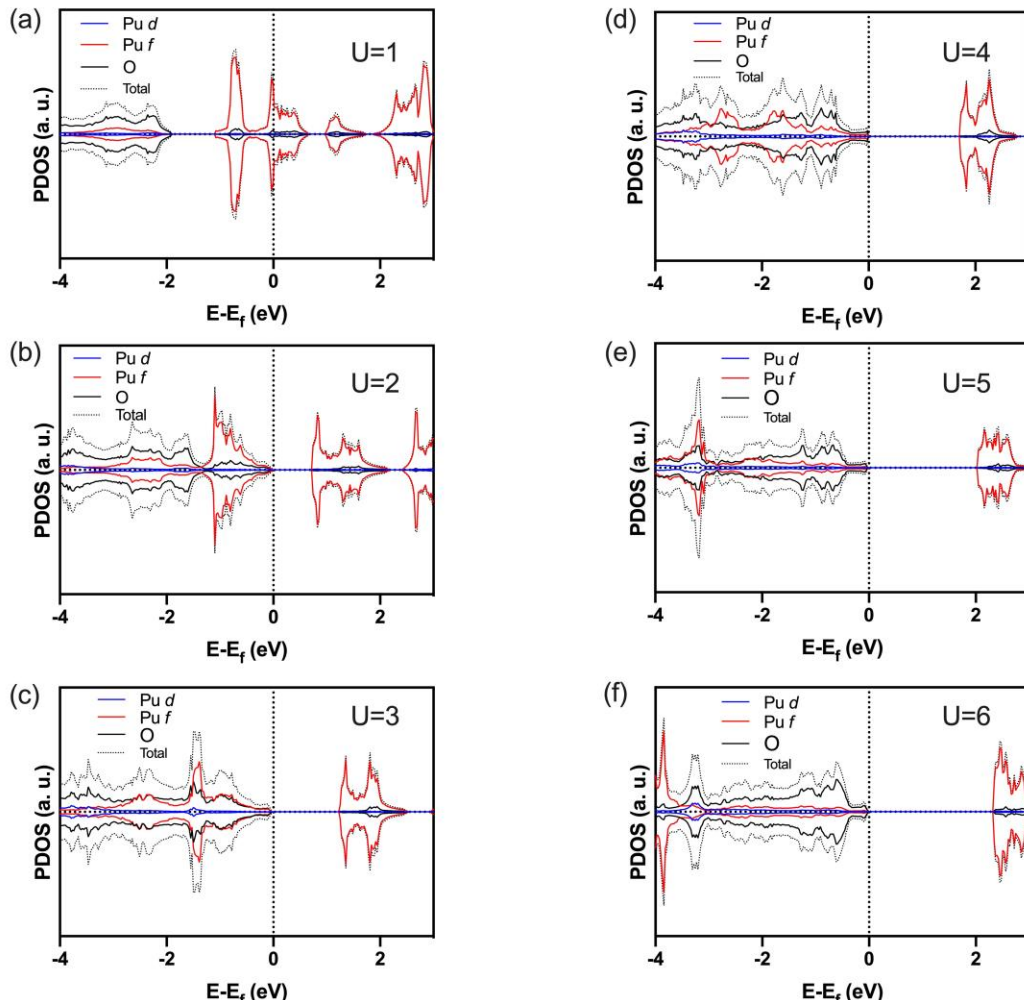 (a)
Pu d
Pu f
O
Total
U=1
PDOS (a. u.)
-4 -2 0 2
E-Ef (eV)
(b)
Pu d
Pu f
O
Total
U=2
PDOS (a. u.)
-4 -2 0 2
E-Ef (eV)
(c)
Pu d
Pu f
O
Total
U=3
PDOS (a. u.)
-4 -2 0 2
E-Ef (eV)
(d)
Pu d
Pu f
O
Total
U=4
PDOS (a. u.)
-4 -2 0 2
E-Ef (eV)
(e)
Pu d
Pu f
O
Total
U=5
PDOS (a. u.)
-4 -2 0 2
E-Ef (eV)
(f)
Pu d
Pu f
O
Total
U=6
PDOS (a. u.)
-4 -2 0 2
E-Ef (eV)